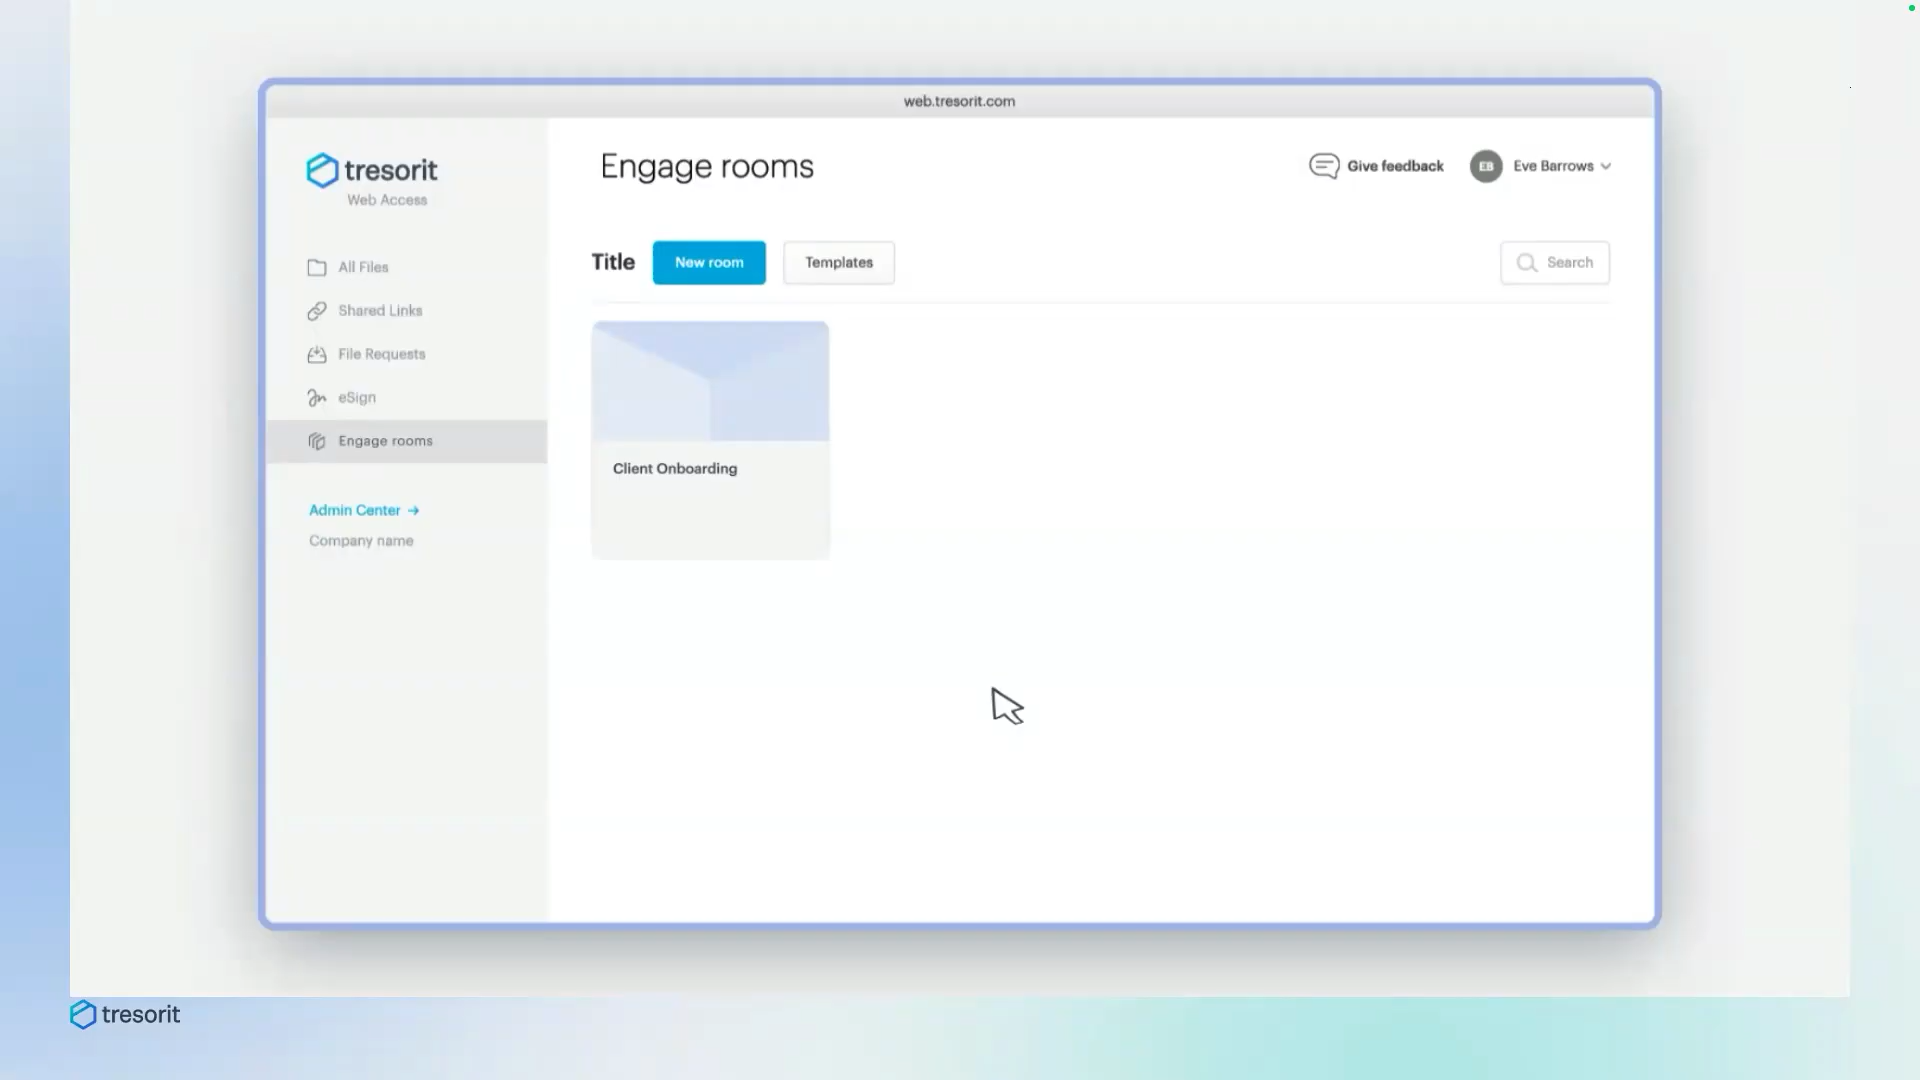 web.tresorit.com
tresorit
Web Access
Engage rooms
Give feedback
EB
Eve Barrows
All Files
Shared Links
File Requests
eSign
Engage rooms
Admin Center →
Company name
Title
New room
Templates
Search
Client Onboarding
tresorit